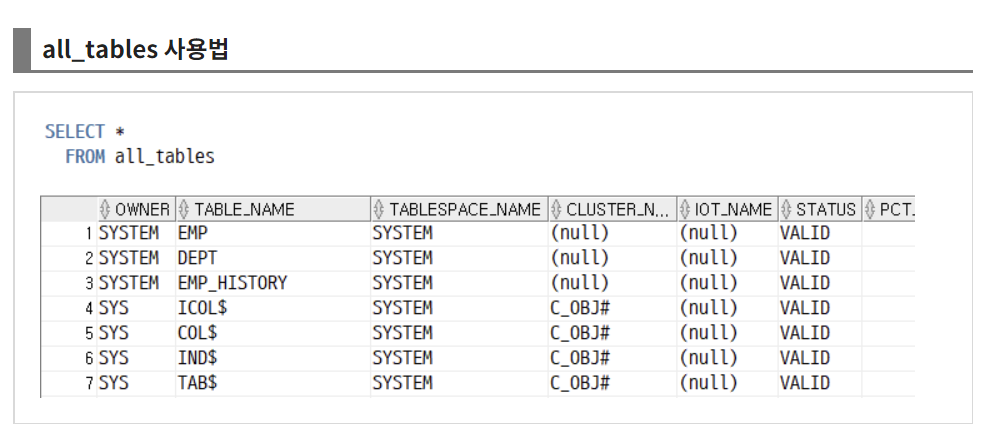 all_tables 사용법
SELECT *
FROM all_tables
OWNER TABLE_NAME TABLESPACE_NAME CLUSTER_N... IOT_NAME STATUS PCT_
1 SYSTEM EMP SYSTEM (null) (null) VALID
2 SYSTEM DEPT SYSTEM (null) (null) VALID
3 SYSTEM EMP_HISTORY SYSTEM (null) (null) VALID
4 SYS ICOL$ SYSTEM C_OBJ# (null) VALID
5 SYS COL$ SYSTEM C_OBJ# (null) VALID
6 SYS IND$ SYSTEM C_OBJ# (null) VALID
7 SYS TAB$ SYSTEM C_OBJ# (null) VALID